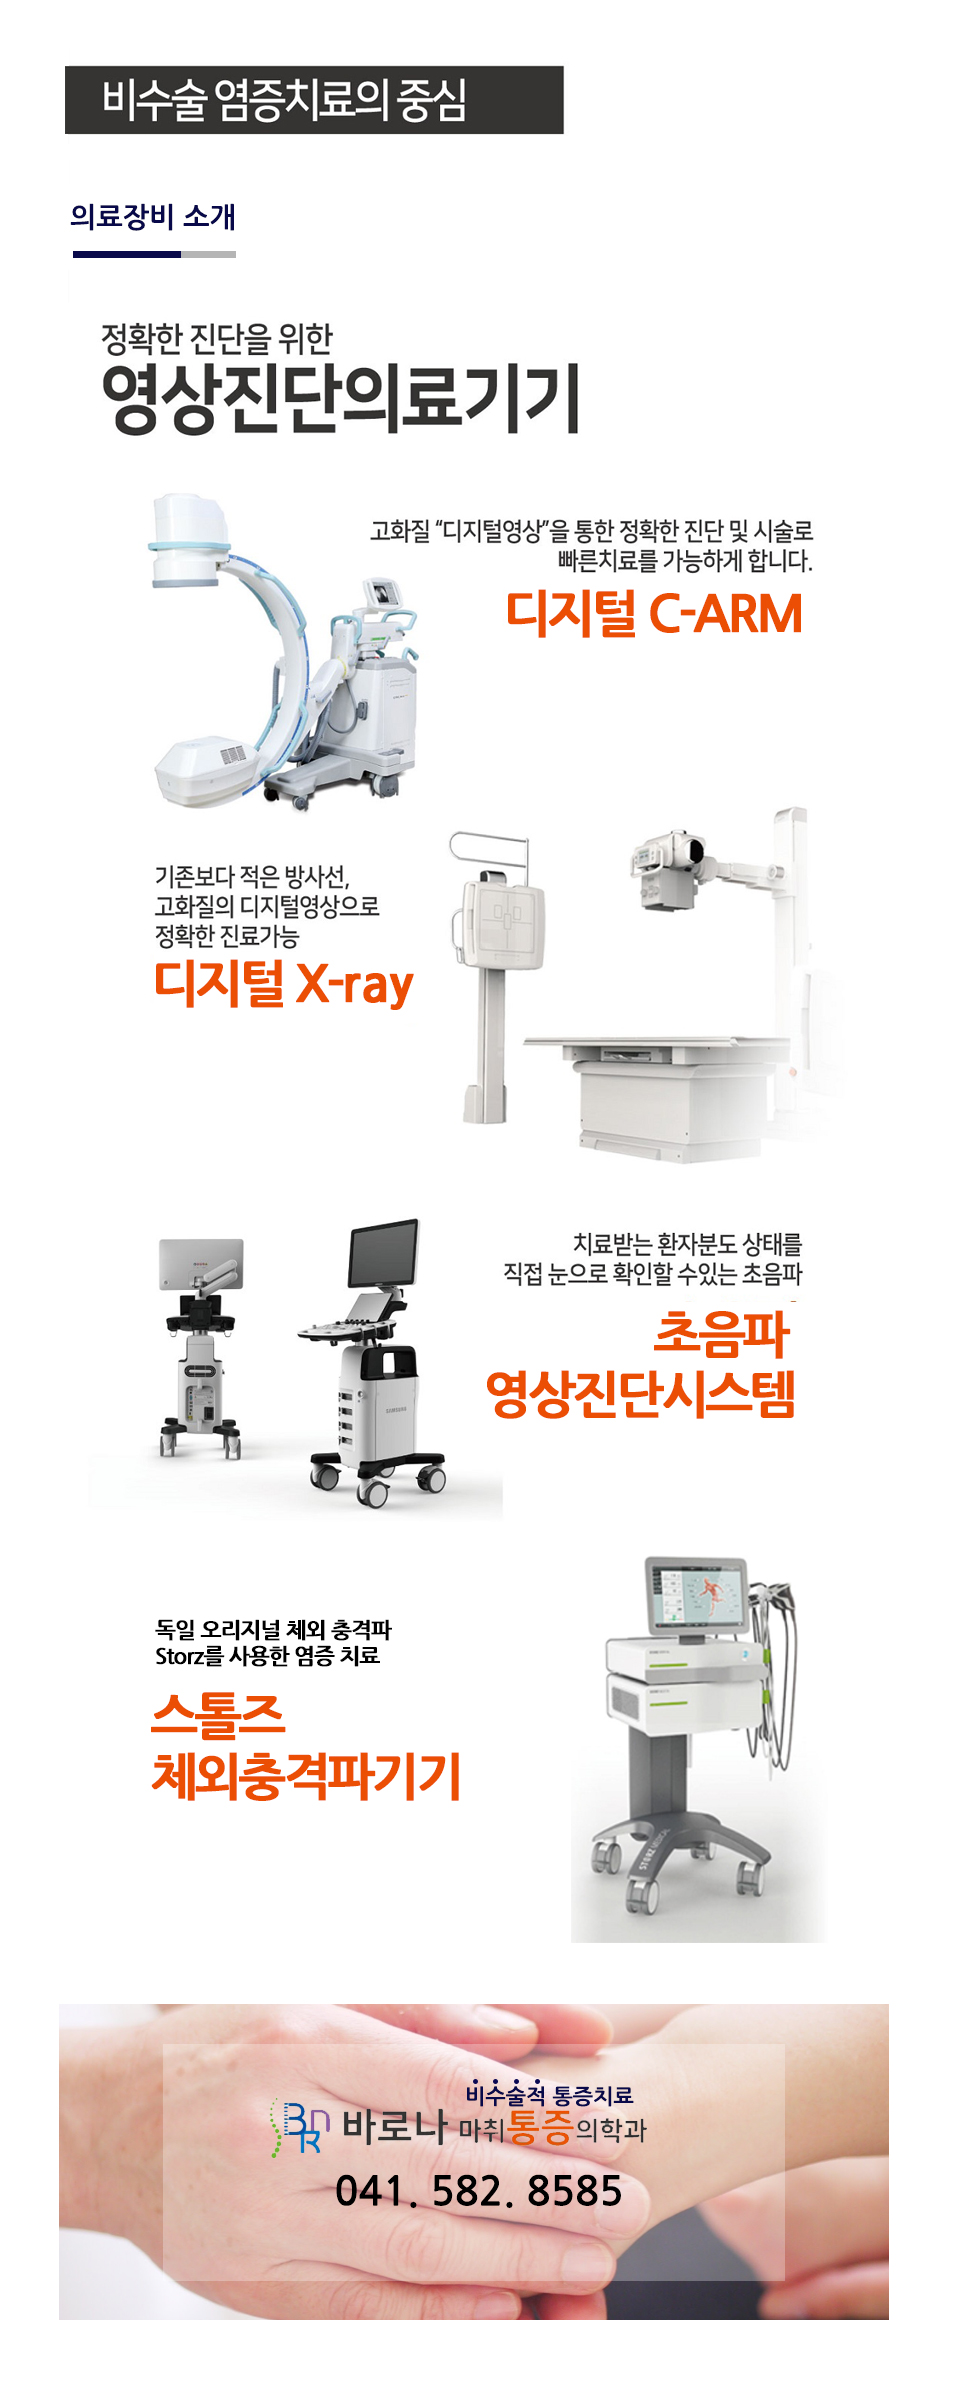 비수술 염증치료의 중심
의료장비 소개
정확한 진단을 위한
영상진단의료기기
고화질 “디지털영상”을 통한 정확한 진단 및 시술로
빠른치료를 가능하게 합니다.
디지털 C-ARM
기존보다 적은 방사선,
고화질의 디지털영상으로
정확한 진료가능
디지털 X-ray
치료받는 환자분도 상태를
직접 눈으로 확인할 수있는 초음파
초음파
영상진단시스템
SAMSUNG
독일 오리지널 체외 충격파
Storz를 사용한 염증 치료
스톨즈
체외충격파기기
STORZ MEDICAL
비수술적 통증치료
BNR 바로나 마취통증의학과
041. 582. 8585